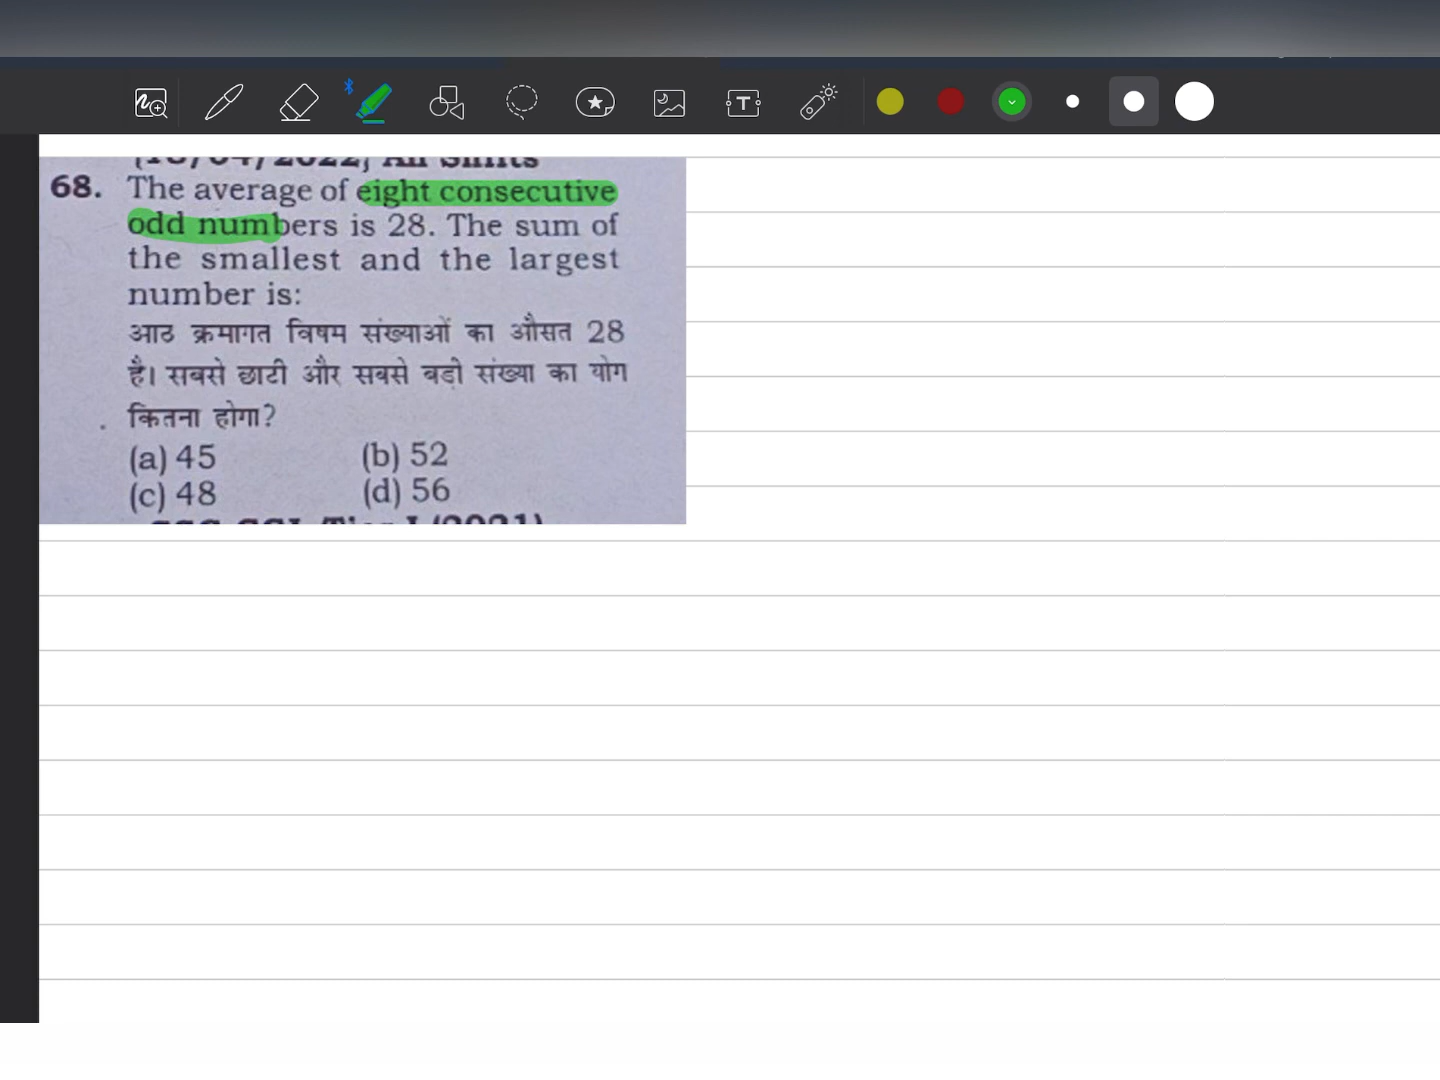 68. The average of eight consecutive
odd numbers is 28. The sum of
the smallest and the largest
number is:
आठ क्रमागत विषम संख्याओं का औसत 28
है। सबसे छाटी और सबसे बड़ी संख्या का योग
कितना होगा?
(a) 45 (b) 52
(c) 48 (d) 56